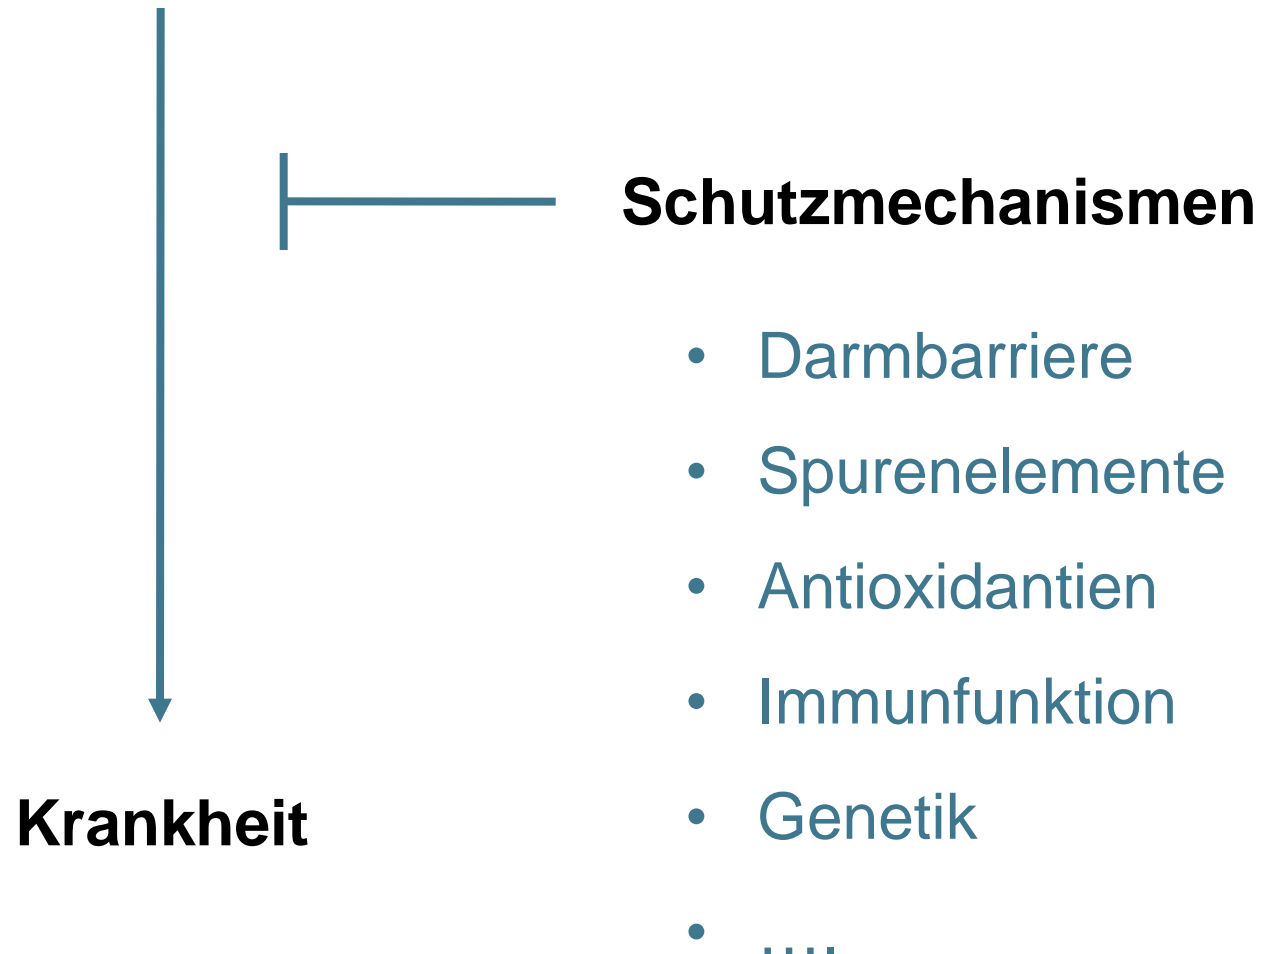 Schutzmechanismen
• Darmbarriere
• Spurenelemente
• Antioxidantien
• Immunfunktion
• Genetik
• ....
Krankheit